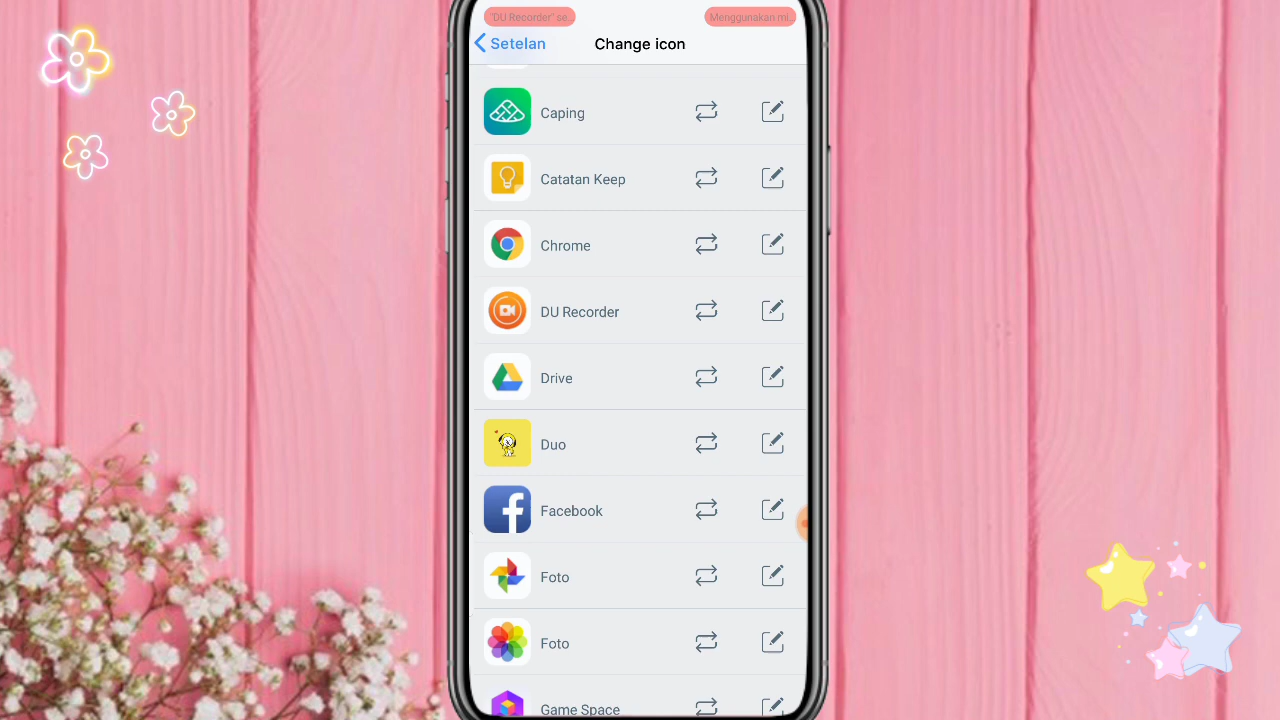 "DU Recorder" se...
Menggunakan mi...
Setelan
Change icon
Caping
Catatan Keep
Chrome
DU Recorder
Drive
Duo
Facebook
Foto
Foto
Game Space